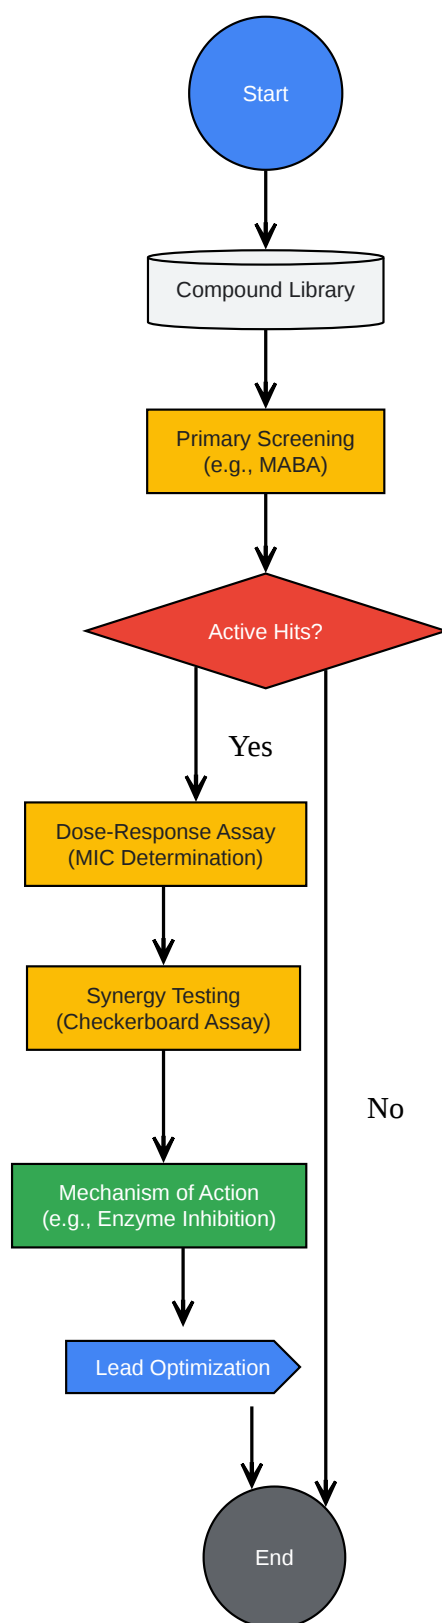 Start
Compound Library
Primary Screening
(e.g., MABA)
Active Hits?
Yes
Dose-Response Assay
(MIC Determination)
Synergy Testing
(Checkerboard Assay)
No
Mechanism of Action
(e.g., Enzyme Inhibition)
Lead Optimization
End